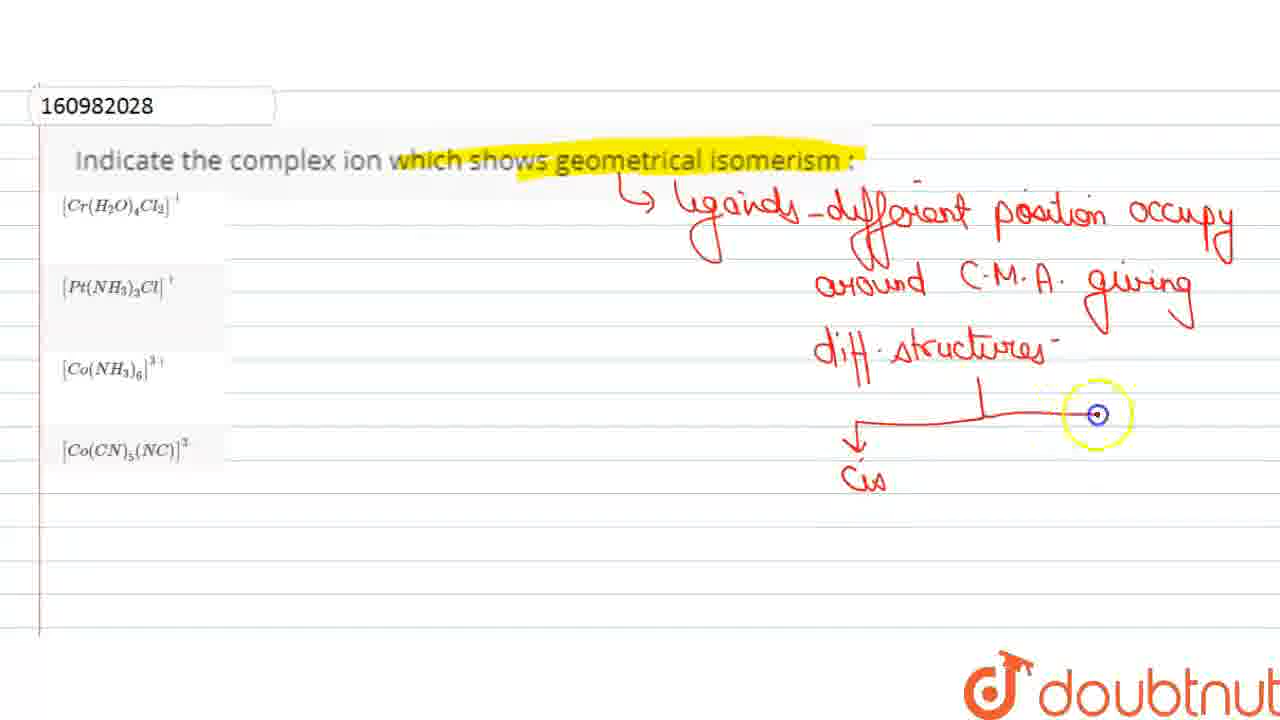 160982028
Indicate the complex ion which shows geometrical isomerism :
[Cr(H₂O)₄Cl₂]⁺
ligands - different position occupy
around C.M.A. giving
[Pt(NH₃)₃Cl]⁺
diff. structures
[Co(NH₃)₆]³⁺
[Co(CN)₅(NC)]³
Cis
doubtnut